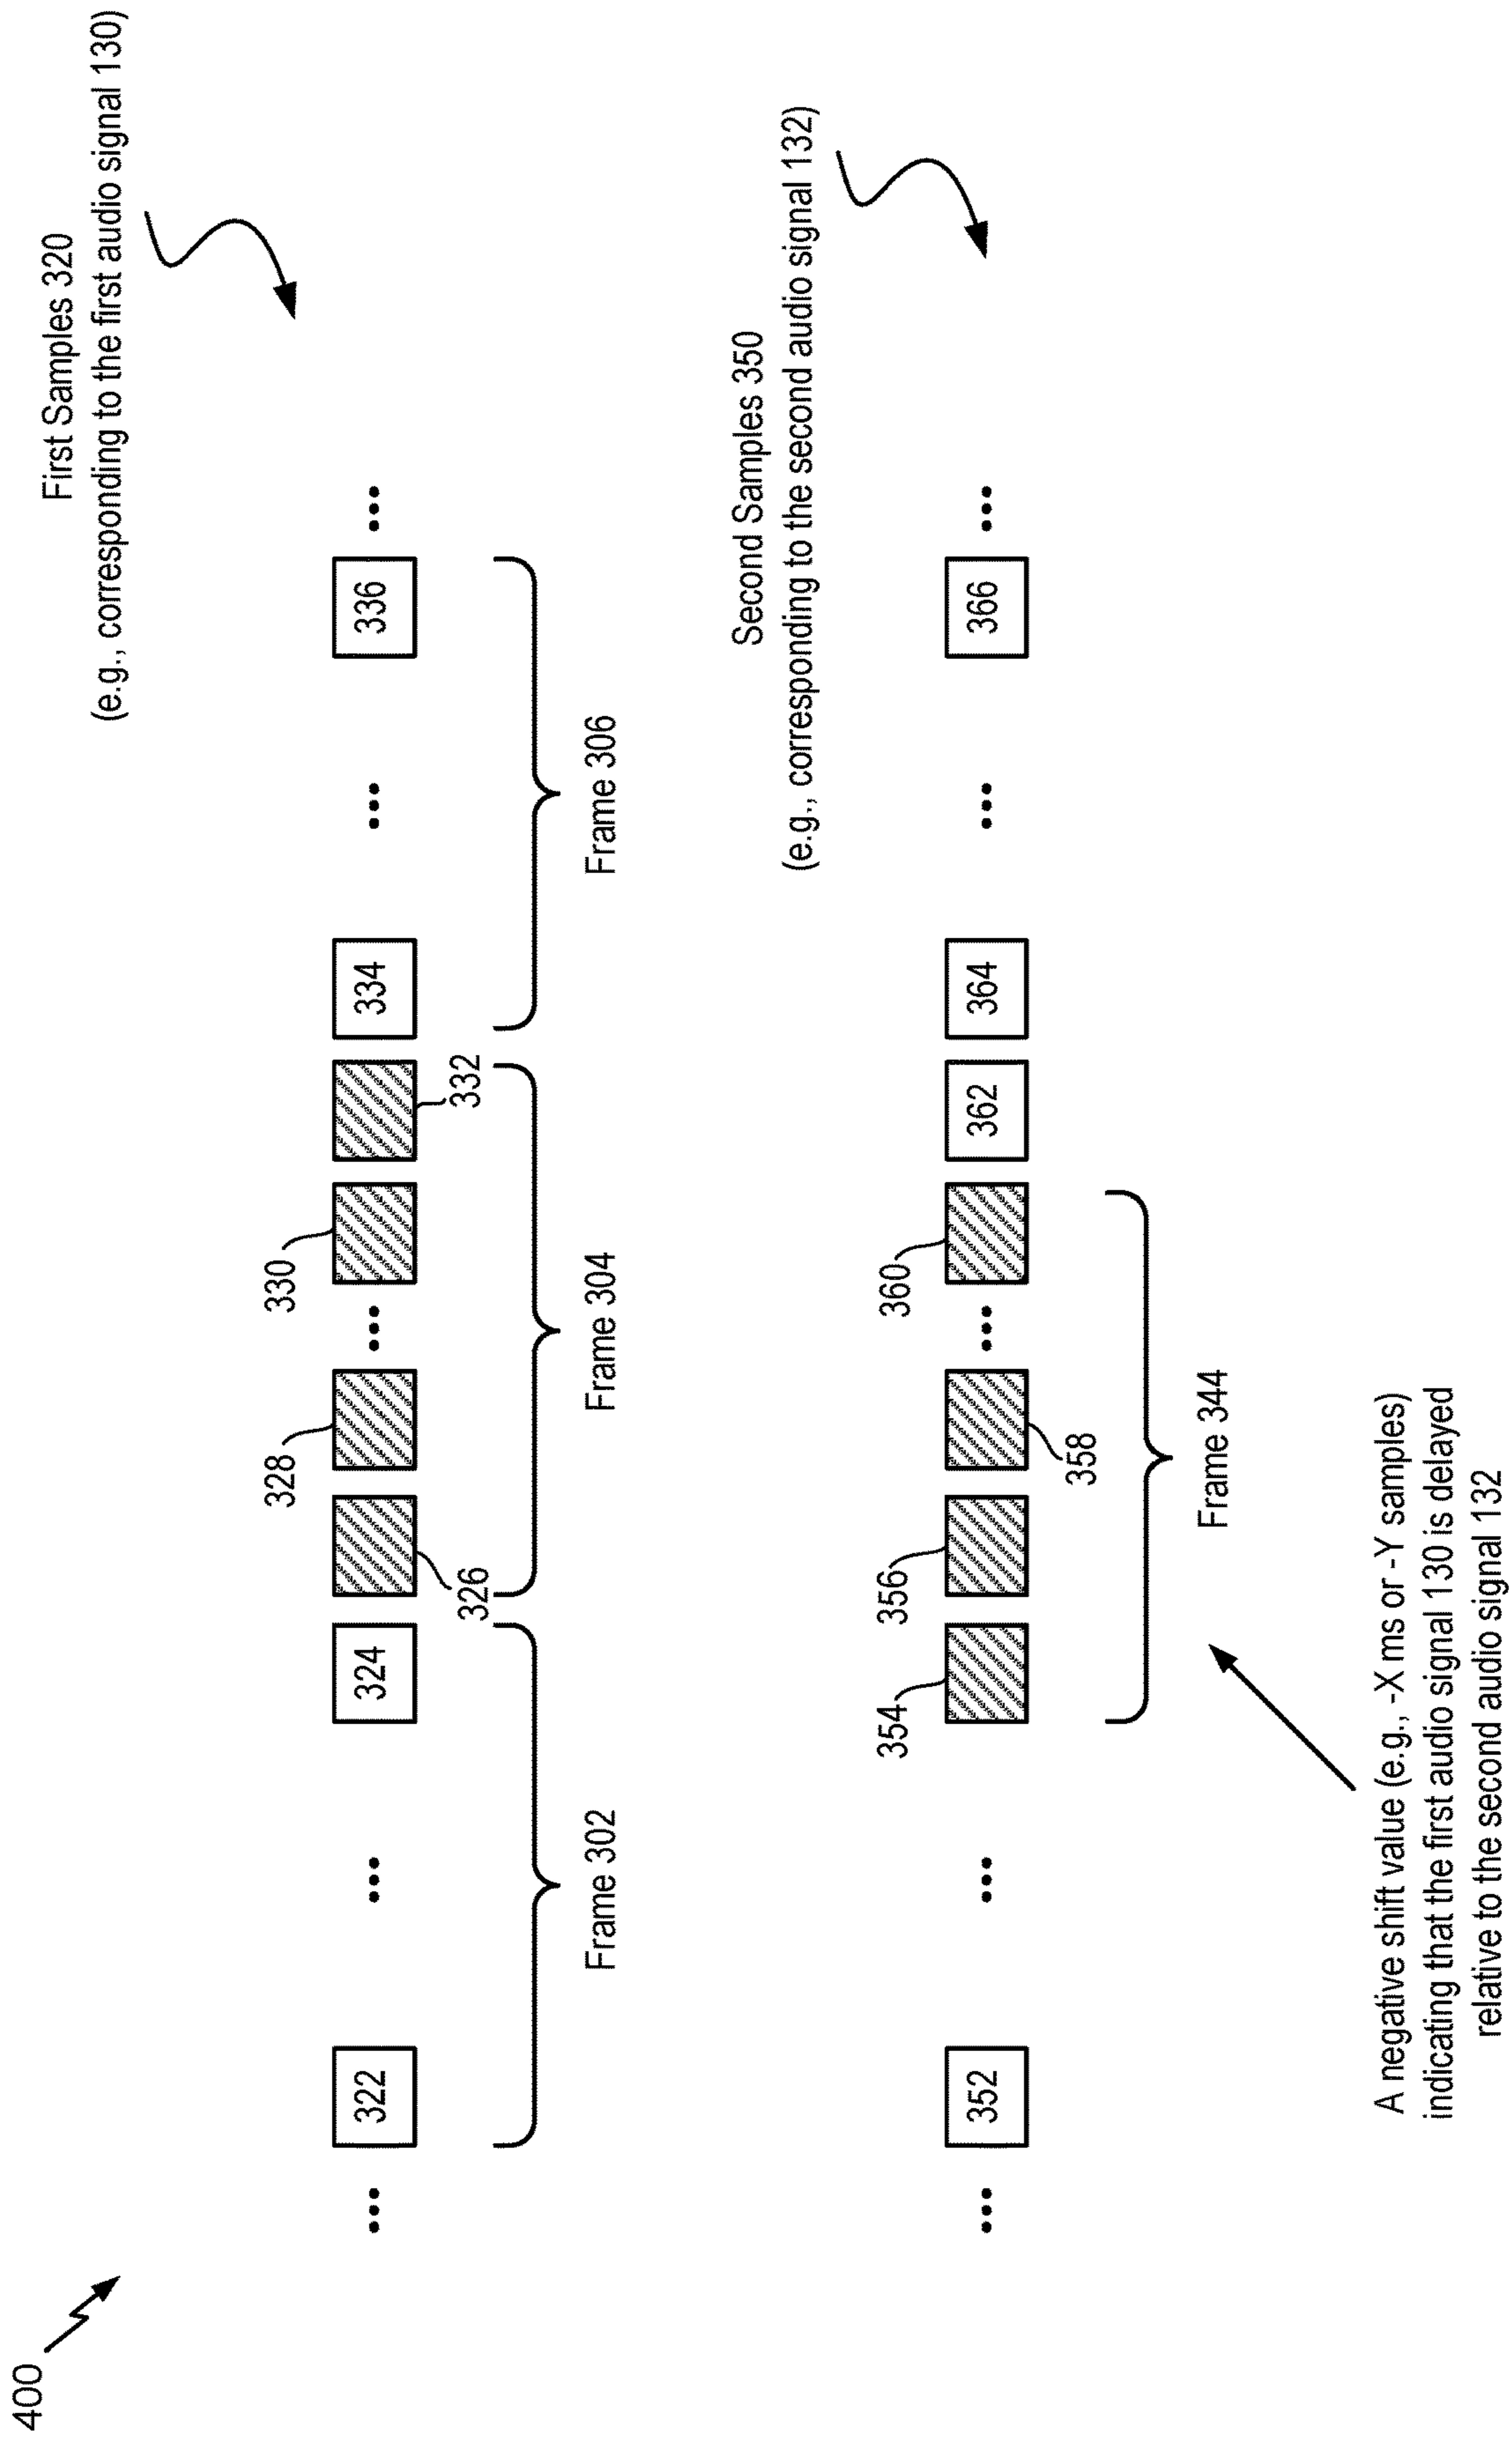 400
First Samples 320
(e.g., corresponding to the first audio signal 130)
328
330
322
324
334
336
326
332
Frame 302
Frame 304
Frame 306
Second Samples 350
(e.g., corresponding to the second audio signal 132)
354
356
360
352
362
364
366
358
Frame 344
A negative shift value (e.g., -X ms or -Y samples)
indicating that the first audio signal 130 is delayed
relative to the second audio signal 132